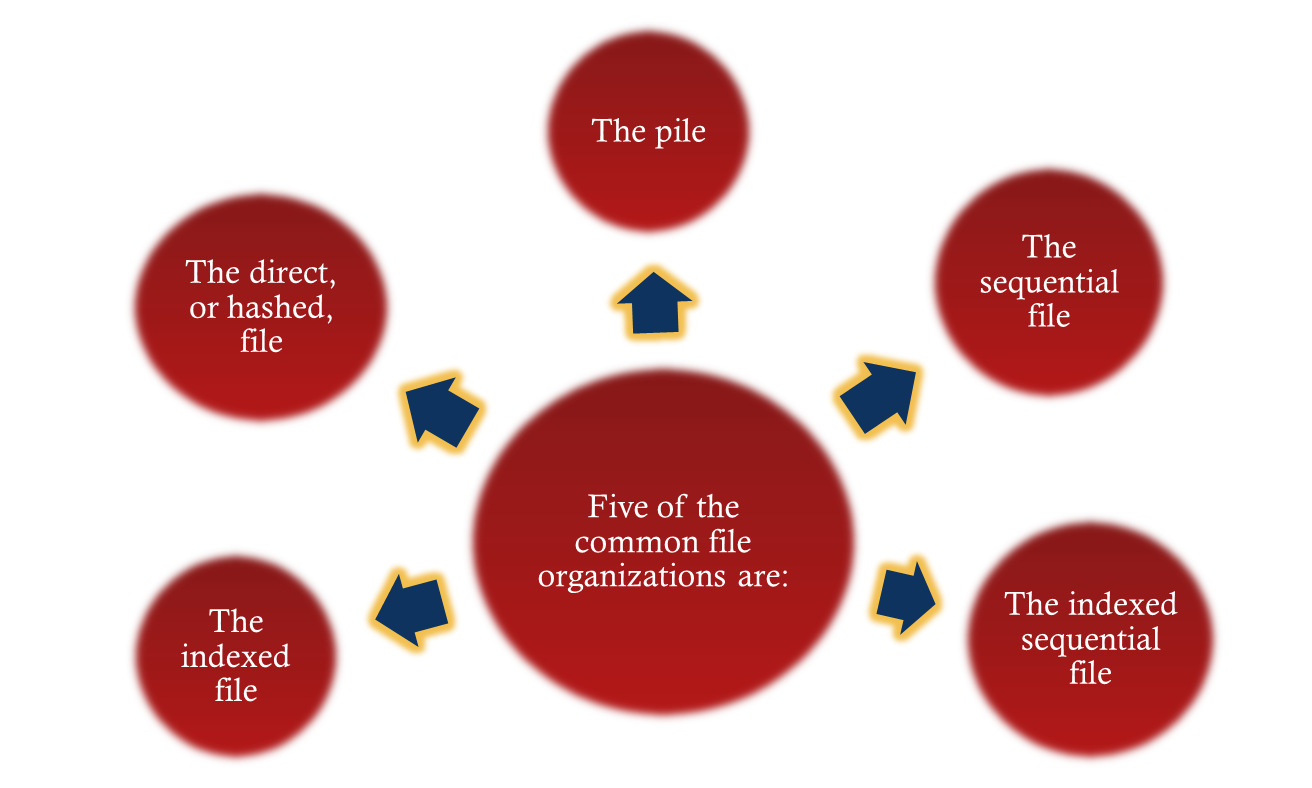 The pile
The
sequential
file
The indexed
sequential
file
The
indexed
file
The direct,
or hashed,
file
Five of the
common file
organizations are: